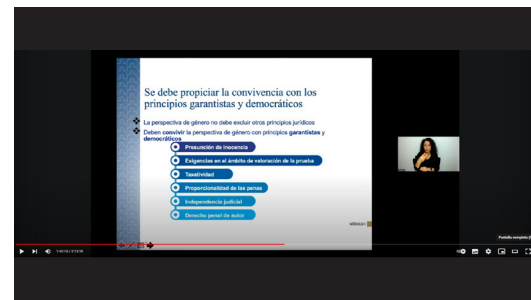 Se debe propiciar la convivencia con los
principios garantistas y democráticos
La perspectiva de género no debe excluir otros principios jurídicos
Deben convivir la perspectiva de género con principios garantistas y
democráticos
Presunción de inocencia
Exigencias en el ámbito de valoración de la prueba
Taxatividad
Proporcionalidad de las penas
Independencia judicial
Derecho penal de autor